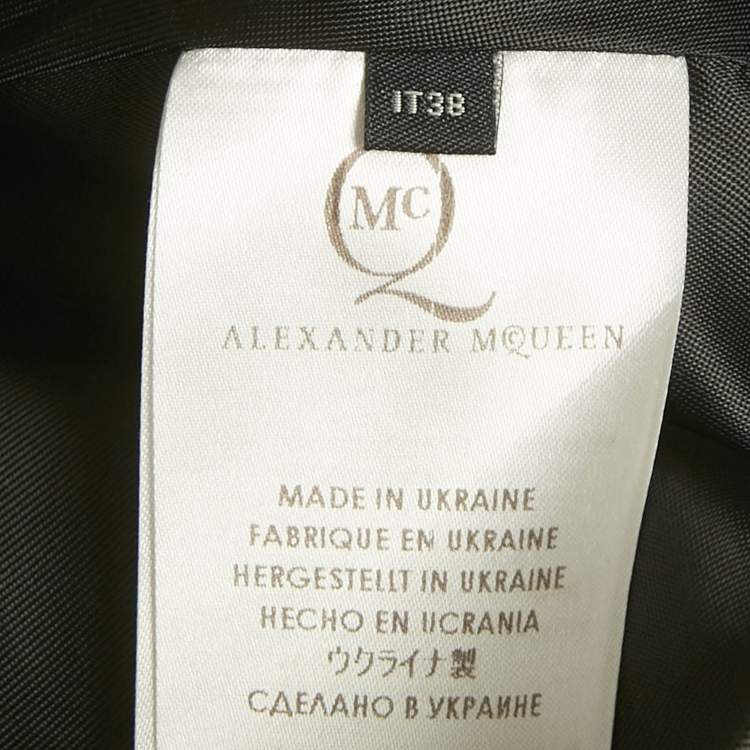 IT38
McQ
ALEXANDER MCQUEEN
MADE IN UKRAINE
FABRIQUE EN UKRAINE
HERGESTELLT IN UKRAINE
HECHO EN UCRANIA
ウクライナ製
СДЕЛАНО В УКРАИНЕ